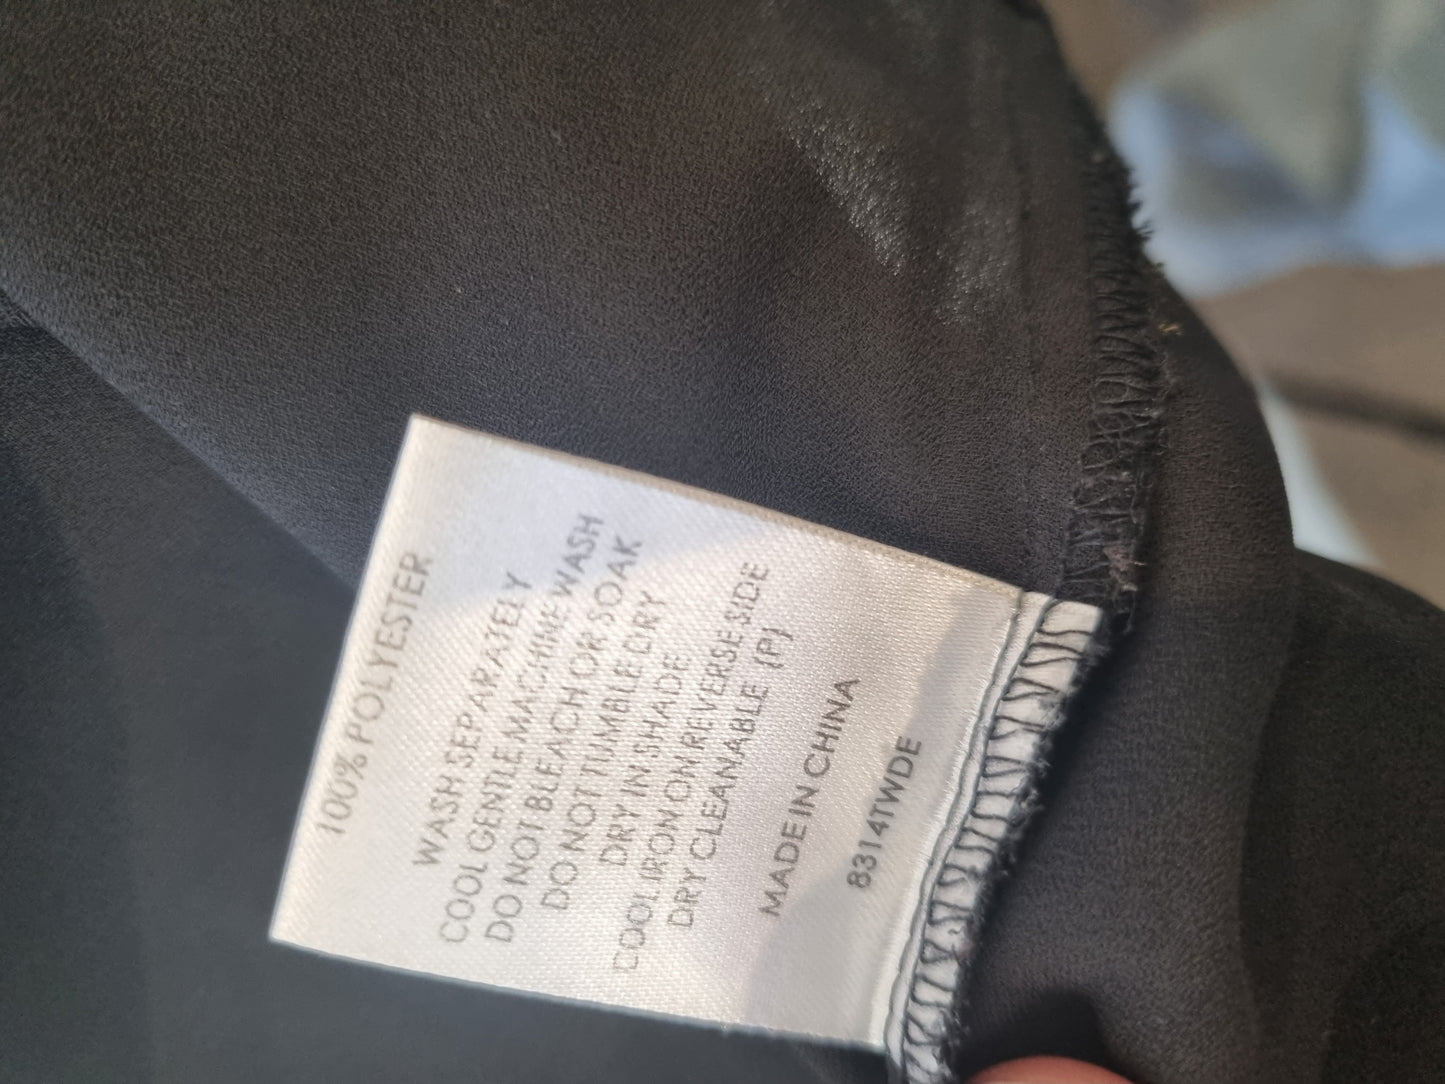 100% POLYESTER
WASH SEPARATELY
COOL GENTLE MACHINE WASH
DO NOT BLEACH OR SOAK
DO NOT TUMBLE DRY
DRY IN SHADE
COOL IRON ON REVERSE SIDE
DRY CLEANABLE (P)
MADE IN CHINA
8314TWDE